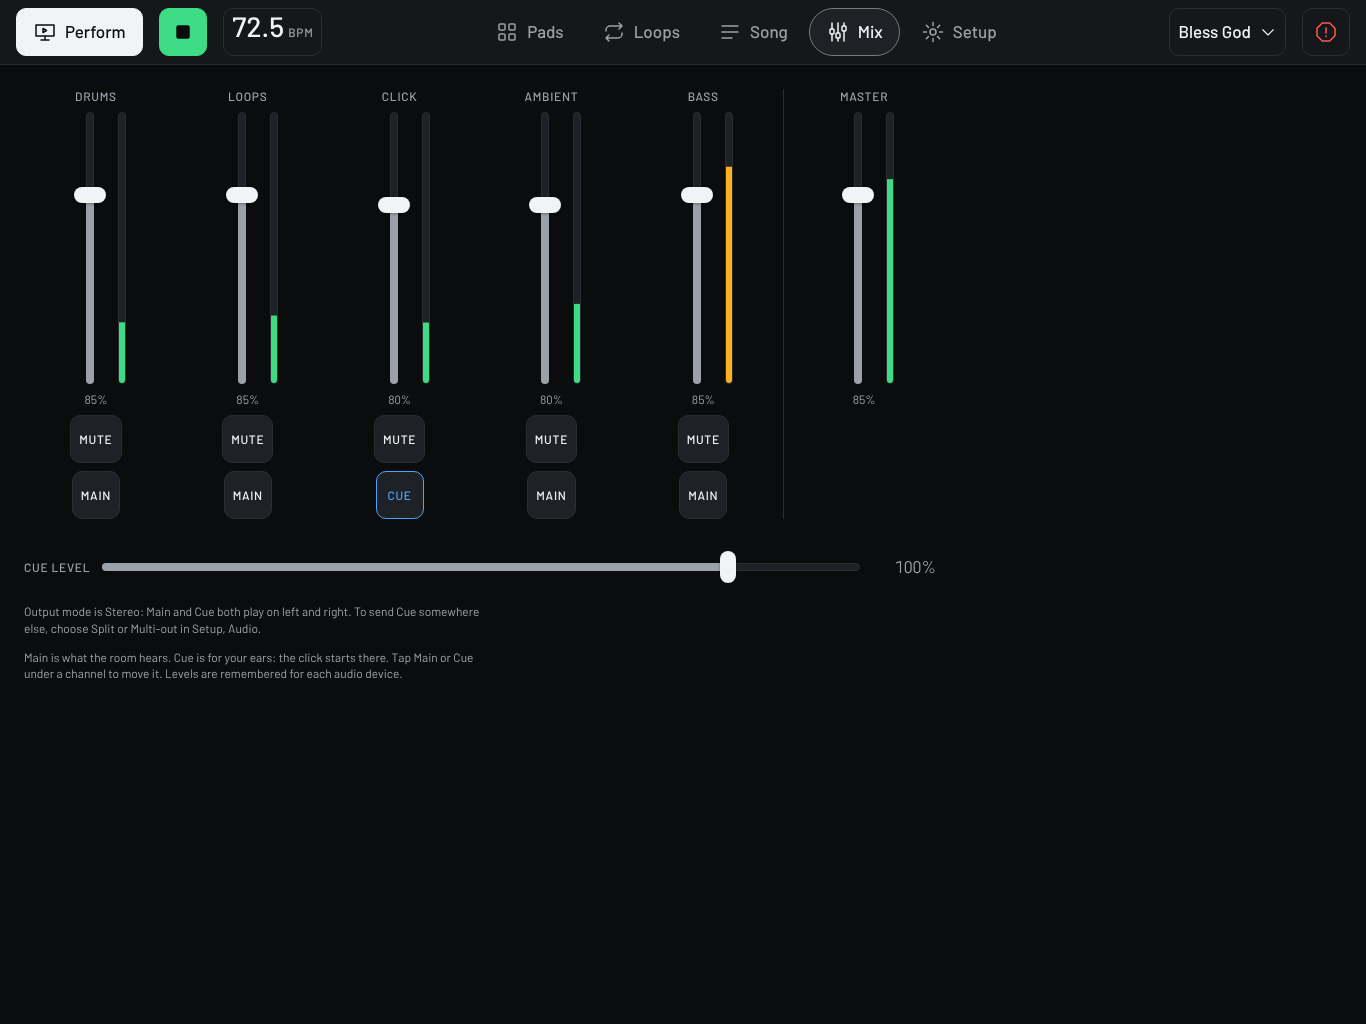 Perform
72.5 BPM
Pads
Loops
Song
Mix
Setup
Bless God
DRUMS
LOOPS
CLICK
AMBIENT
BASS
MASTER
85%
85%
80%
80%
85%
85%
MUTE
MUTE
MUTE
MUTE
MUTE
MAIN
MAIN
CUE
MAIN
MAIN
CUE LEVEL
100%
Output mode is Stereo: Main and Cue both play on left and right. To send Cue somewhere
else, choose Split or Multi-out in Setup, Audio.
Main is what the room hears. Cue is for your ears: the click starts there. Tap Main or Cue
under a channel to move it. Levels are remembered for each audio device.